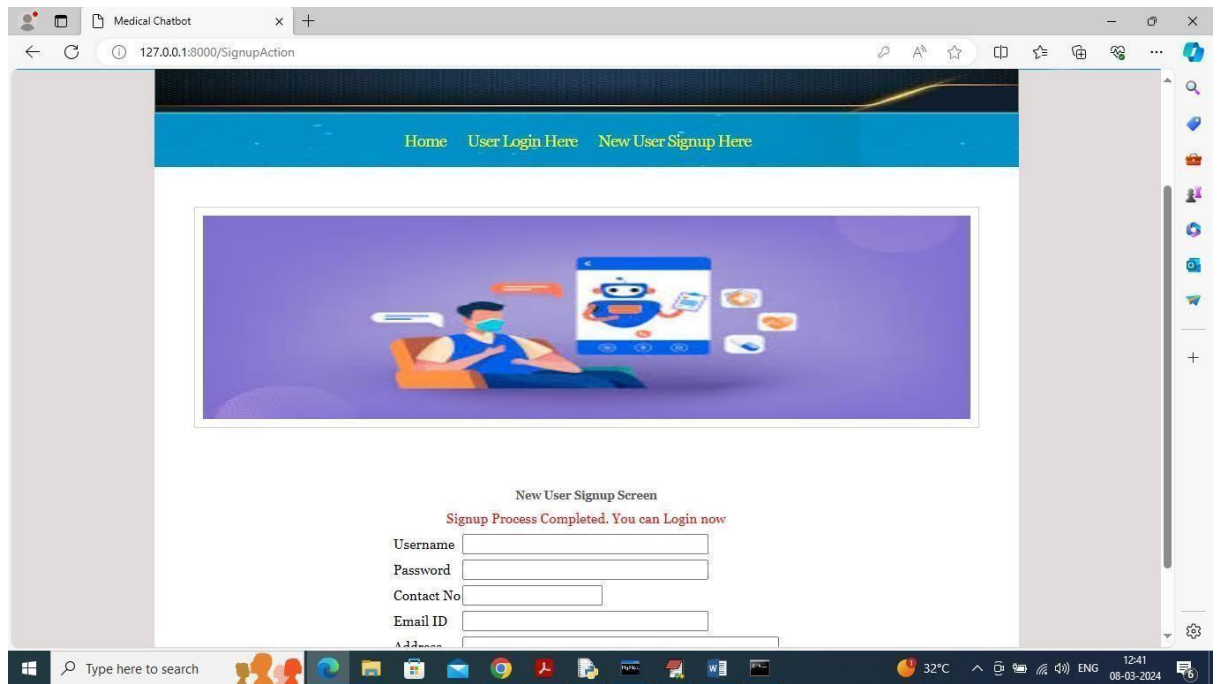 Medical Chatbot
127.0.0.1:8000/SignupAction
Home User Login Here New User Signup Here
New User Signup Screen
Signup Process Completed. You can Login now
Username
Password
Contact No
Email ID
Address
Type here to search
32°C ENG 12:41
08-03-2024
6